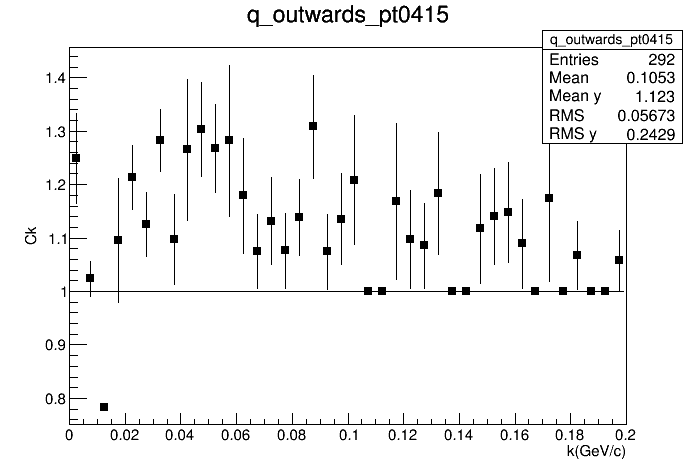 q_outwards_pt0415
q_outwards_pt0415
Entries 292
Mean 0.1053
Mean y 1.123
RMS 0.05673
RMS y 0.2429
Ck
1.4
1.3
1.2
1.1
1
0.9
0.8
0 0.02 0.04 0.06 0.08 0.1 0.12 0.14 0.16 0.18 0.2
k(GeV/c)